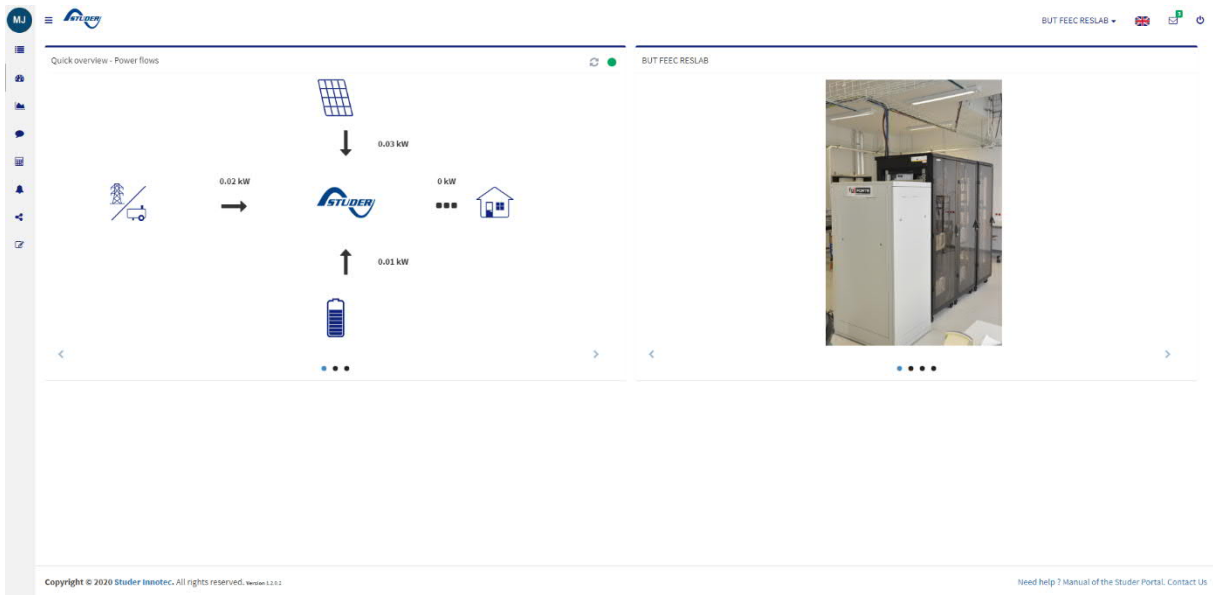 MJ
STUDER
BUT FEEC RESLAB
Quick overview - Power flows
BUT FEEC RESLAB
0.03 kW
0.02 kW
0 kW
STUDER
0.01 kW
Copyright © 2020 Studer Innotec. All rights reserved.
Need help ? Manual of the Studer Portal. Contact Us